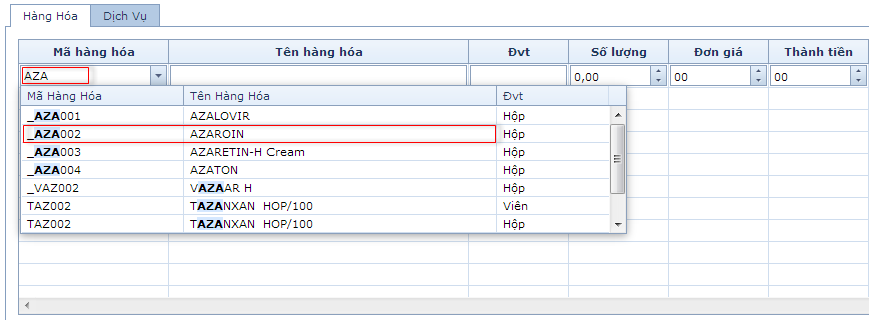 Hàng Hóa Dịch Vụ
Mã hàng hóa Tên hàng hóa Đvt Số lượng Đơn giá Thành tiền
AZA 0,00 00 00
Mã Hàng Hóa Tên Hàng Hóa Đvt
_AZA001 AZALOVIR Hộp
_AZA002 AZAROIN Hộp
_AZA003 AZARETIN-H Cream Hộp
_AZA004 AZATON Hộp
_VAZ002 VAZAAR H Hộp
TAZ002 TAZANXAN HOP/100 Viên
TAZ002 TAZANXAN HOP/100 Hộp